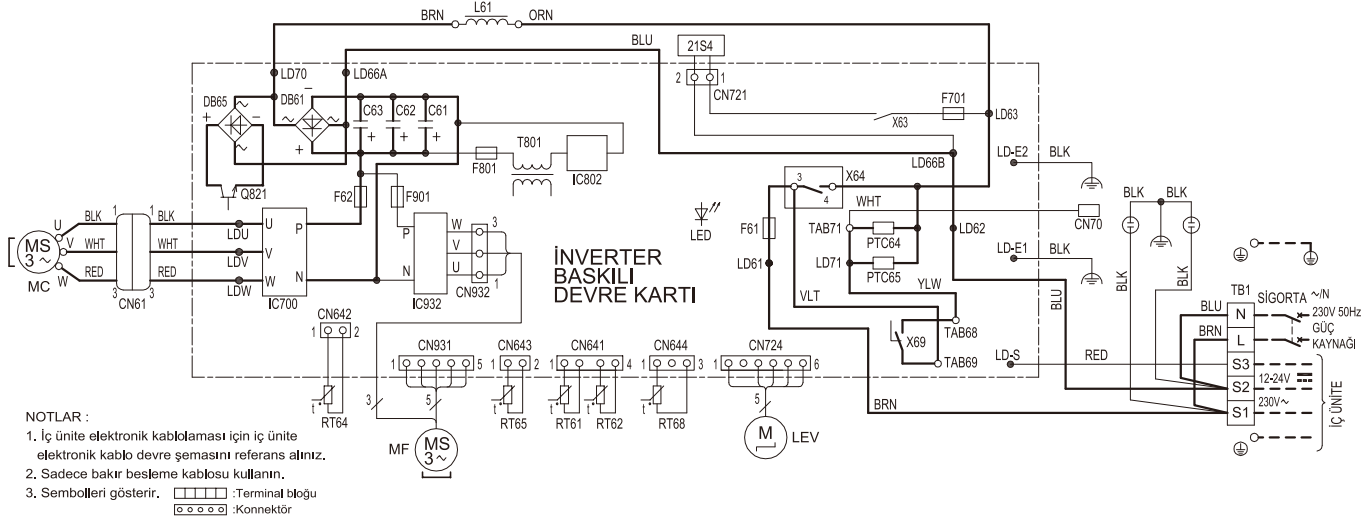 BRN L61 ORN
BLU
21S4
2 1
CN721
LD70 LD66A
DB65 DB61
C63 C62 C61
F701
X63
LD63
T801
F801
IC802
LD66B
LD-E2 BLK
Q821
F62 F901
3 X64
4
WHT
CN70
BLK BLK BLK
U BLK 1 1 BLK LDU U P
MS 3~ V WHT WHT LDV V
W RED 3 3 RED LDW W N
MC
CN61
IC700
P W 3
V
N U 1
IC932 CN932
İNVERTER
BASKILI
DEVRE KARTI
LED
F61
TAB71
PTC64
LD62
LD61 LD71
PTC65
LD-E1 BLK
YLW
VLT
BLU
BLK
BLK
TB1
BLU N SİGORTA ~/N
230V 50Hz
BRN L GÜÇ
KAYNAĞI
S3
S2 12-24V
S1 230V~
İÇ ÜNİTE
X69
TAB68
TAB69
LD-S RED
BRN
CN642
1 2
CN931
1 5
CN643
1 2
CN641
1 4
CN644
1 3
CN724
1 6
t RT64
3 5
t RT65
t RT61
t RT62
t RT68
5
MF MS 3~
M LEV
NOTLAR :
1. İç ünite elektronik kablolaması için iç ünite
elektronik kablo devre şemasını referans alınız.
2. Sadece bakır besleme kablosu kullanın.
3. Sembolleri gösterir. :Terminal bloğu
:Konnektör